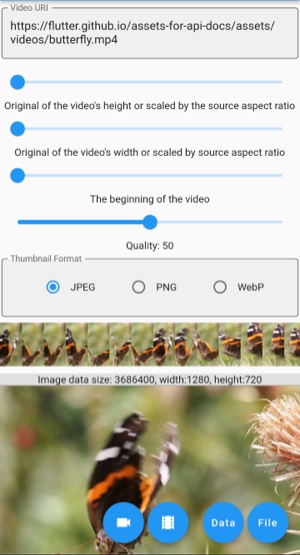 Video URI
https://flutter.github.io/assets-for-api-docs/assets/
videos/butterfly.mp4
Original of the video's height or scaled by the source aspect ratio
Original of the video's width or scaled by source aspect ratio
The beginning of the video
Quality: 50
Thumbnail Format
JPEG PNG WebP
Image data size: 3686400, width:1280, height:720
Data File